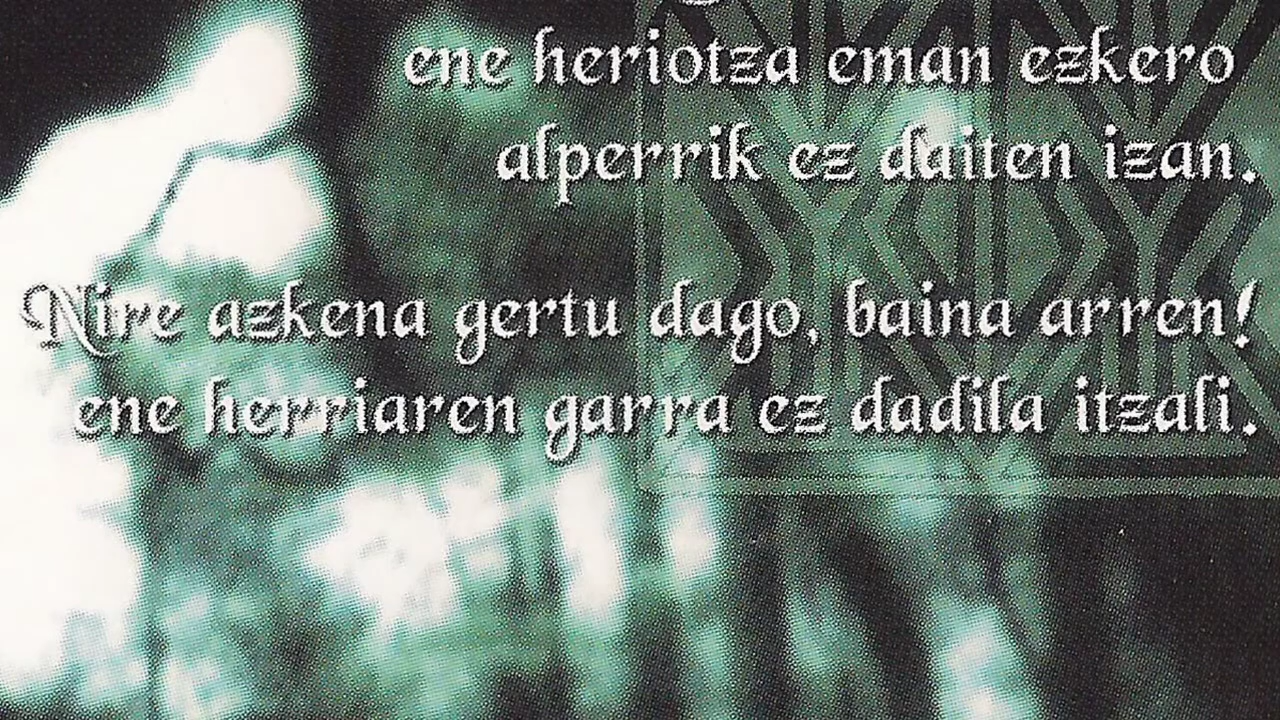 ene heriotza eman ezkero
alperrik ez daiten izan.
Nire azkena gertu dago, baina arren!
ene herriaren garra ez dadila itzali.